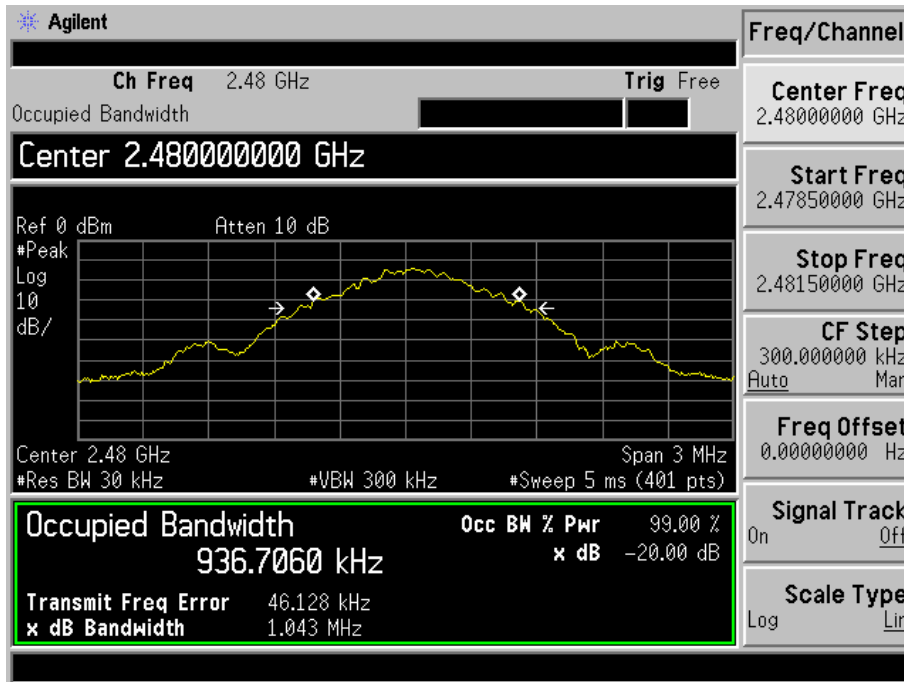 Agilent
Ch Freq 2.48 GHz Trig Free
Occupied Bandwidth
Center 2.480000000 GHz
Ref 0 dBm Atten 10 dB
#Peak
Log
10
dB/
Center 2.48 GHz Span 3 MHz
#Res BW 30 kHz #VBW 300 kHz #Sweep 5 ms (401 pts)
Occupied Bandwidth
936.7060 kHz
Occ BW % Pwr 99.00 %
x dB -20.00 dB
Transmit Freq Error 46.128 kHz
x dB Bandwidth 1.043 MHz
Freq/Channel
Center Freq
2.48000000 GHz
Start Freq
2.47850000 GHz
Stop Freq
2.48150000 GHz
CF Step
300.000000 kHz
Auto Man
Freq Offset
0.00000000 Hz
Signal Track
On Off
Scale Type
Log Lin